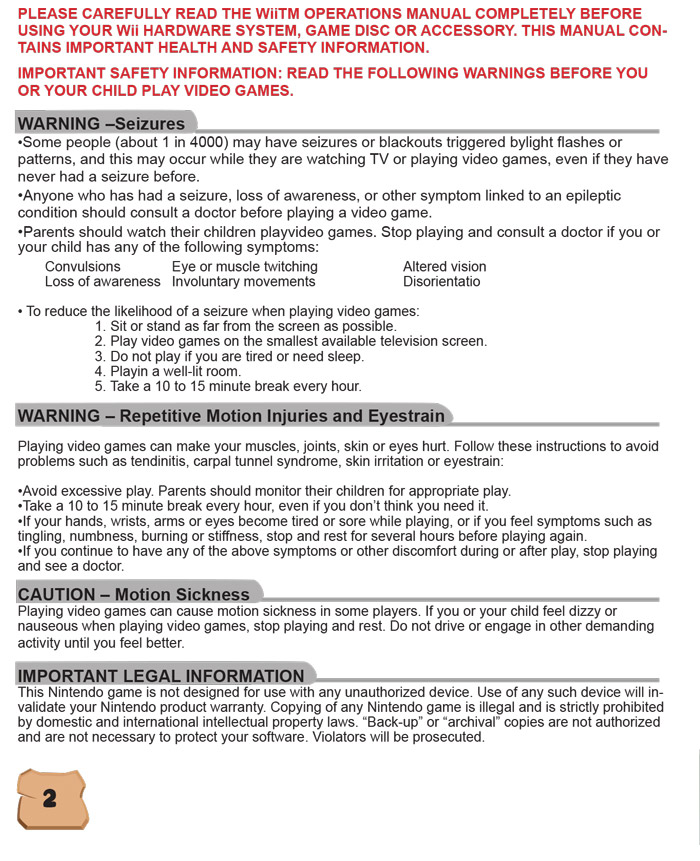 PLEASE CAREFULLY READ THE WiiTM OPERATIONS MANUAL COMPLETELY BEFORE
USING YOUR Wii HARDWARE SYSTEM, GAME DISC OR ACCESSORY. THIS MANUAL CON-
TAINS IMPORTANT HEALTH AND SAFETY INFORMATION.
IMPORTANT SAFETY INFORMATION: READ THE FOLLOWING WARNINGS BEFORE YOU
OR YOUR CHILD PLAY VIDEO GAMES.
WARNING –Seizures
•Some people (about 1 in 4000) may have seizures or blackouts triggered bylight flashes or
patterns, and this may occur while they are watching TV or playing video games, even if they have
never had a seizure before.
•Anyone who has had a seizure, loss of awareness, or other symptom linked to an epileptic
condition should consult a doctor before playing a video game.
•Parents should watch their children playvideo games. Stop playing and consult a doctor if you or
your child has any of the following symptoms:
Convulsions Eye or muscle twitching Altered vision
Loss of awareness Involuntary movements Disorientatio
• To reduce the likelihood of a seizure when playing video games:
1. Sit or stand as far from the screen as possible.
2. Play video games on the smallest available television screen.
3. Do not play if you are tired or need sleep.
4. Playin a well-lit room.
5. Take a 10 to 15 minute break every hour.
WARNING – Repetitive Motion Injuries and Eyestrain
Playing video games can make your muscles, joints, skin or eyes hurt. Follow these instructions to avoid
problems such as tendinitis, carpal tunnel syndrome, skin irritation or eyestrain:
•Avoid excessive play. Parents should monitor their children for appropriate play.
•Take a 10 to 15 minute break every hour, even if you don’t think you need it.
•If your hands, wrists, arms or eyes become tired or sore while playing, or if you feel symptoms such as
tingling, numbness, burning or stiffness, stop and rest for several hours before playing again.
•If you continue to have any of the above symptoms or other discomfort during or after play, stop playing
and see a doctor.
CAUTION – Motion Sickness
Playing video games can cause motion sickness in some players. If you or your child feel dizzy or
nauseous when playing video games, stop playing and rest. Do not drive or engage in other demanding
activity until you feel better.
IMPORTANT LEGAL INFORMATION
This Nintendo game is not designed for use with any unauthorized device. Use of any such device will in-
validate your Nintendo product warranty. Copying of any Nintendo game is illegal and is strictly prohibited
by domestic and international intellectual property laws. “Back-up” or “archival” copies are not authorized
and are not necessary to protect your software. Violators will be prosecuted.
2